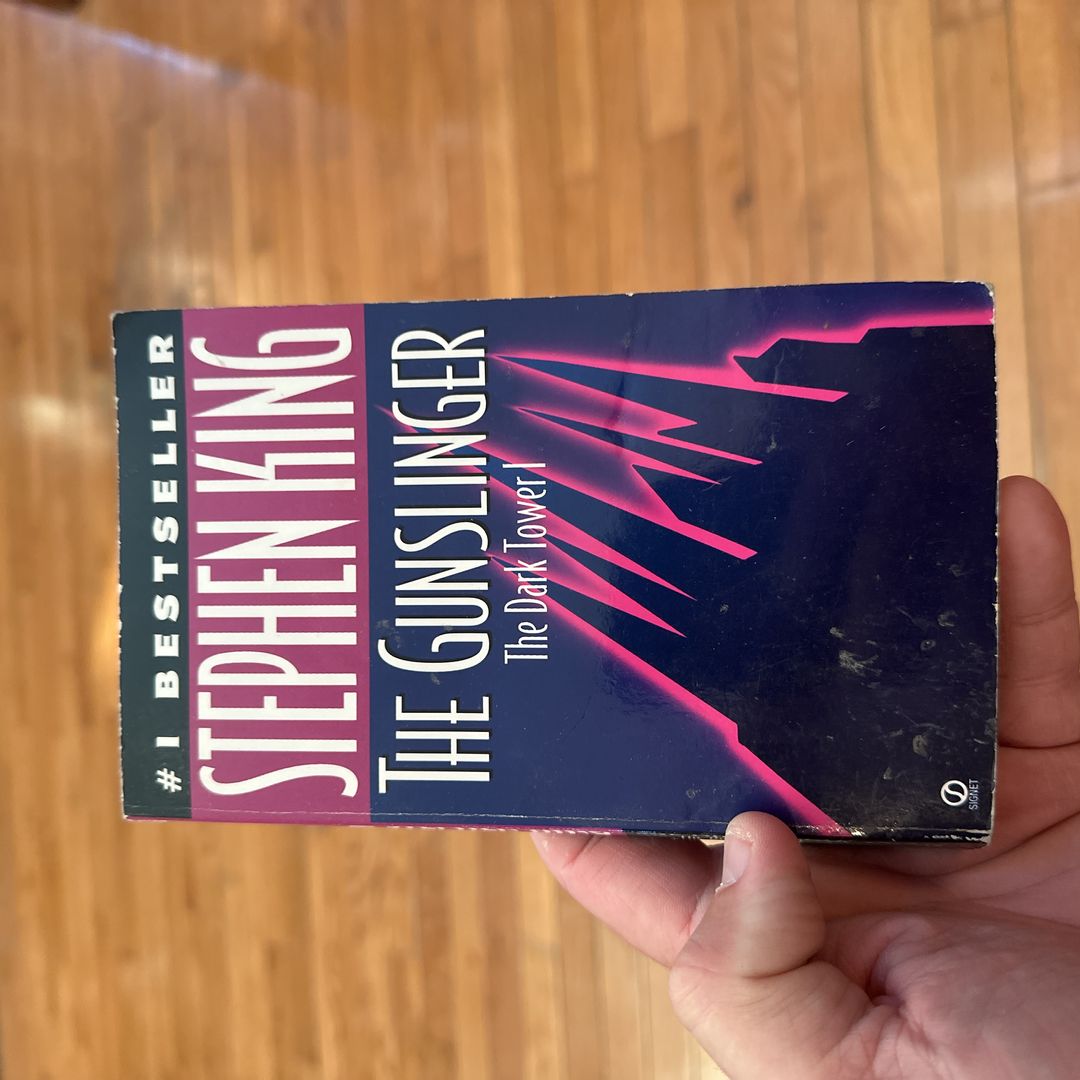 # 1 BESTSELLER
STEPHEN KING
THE GUNSLINGER
The Dark Tower I
SIGNET